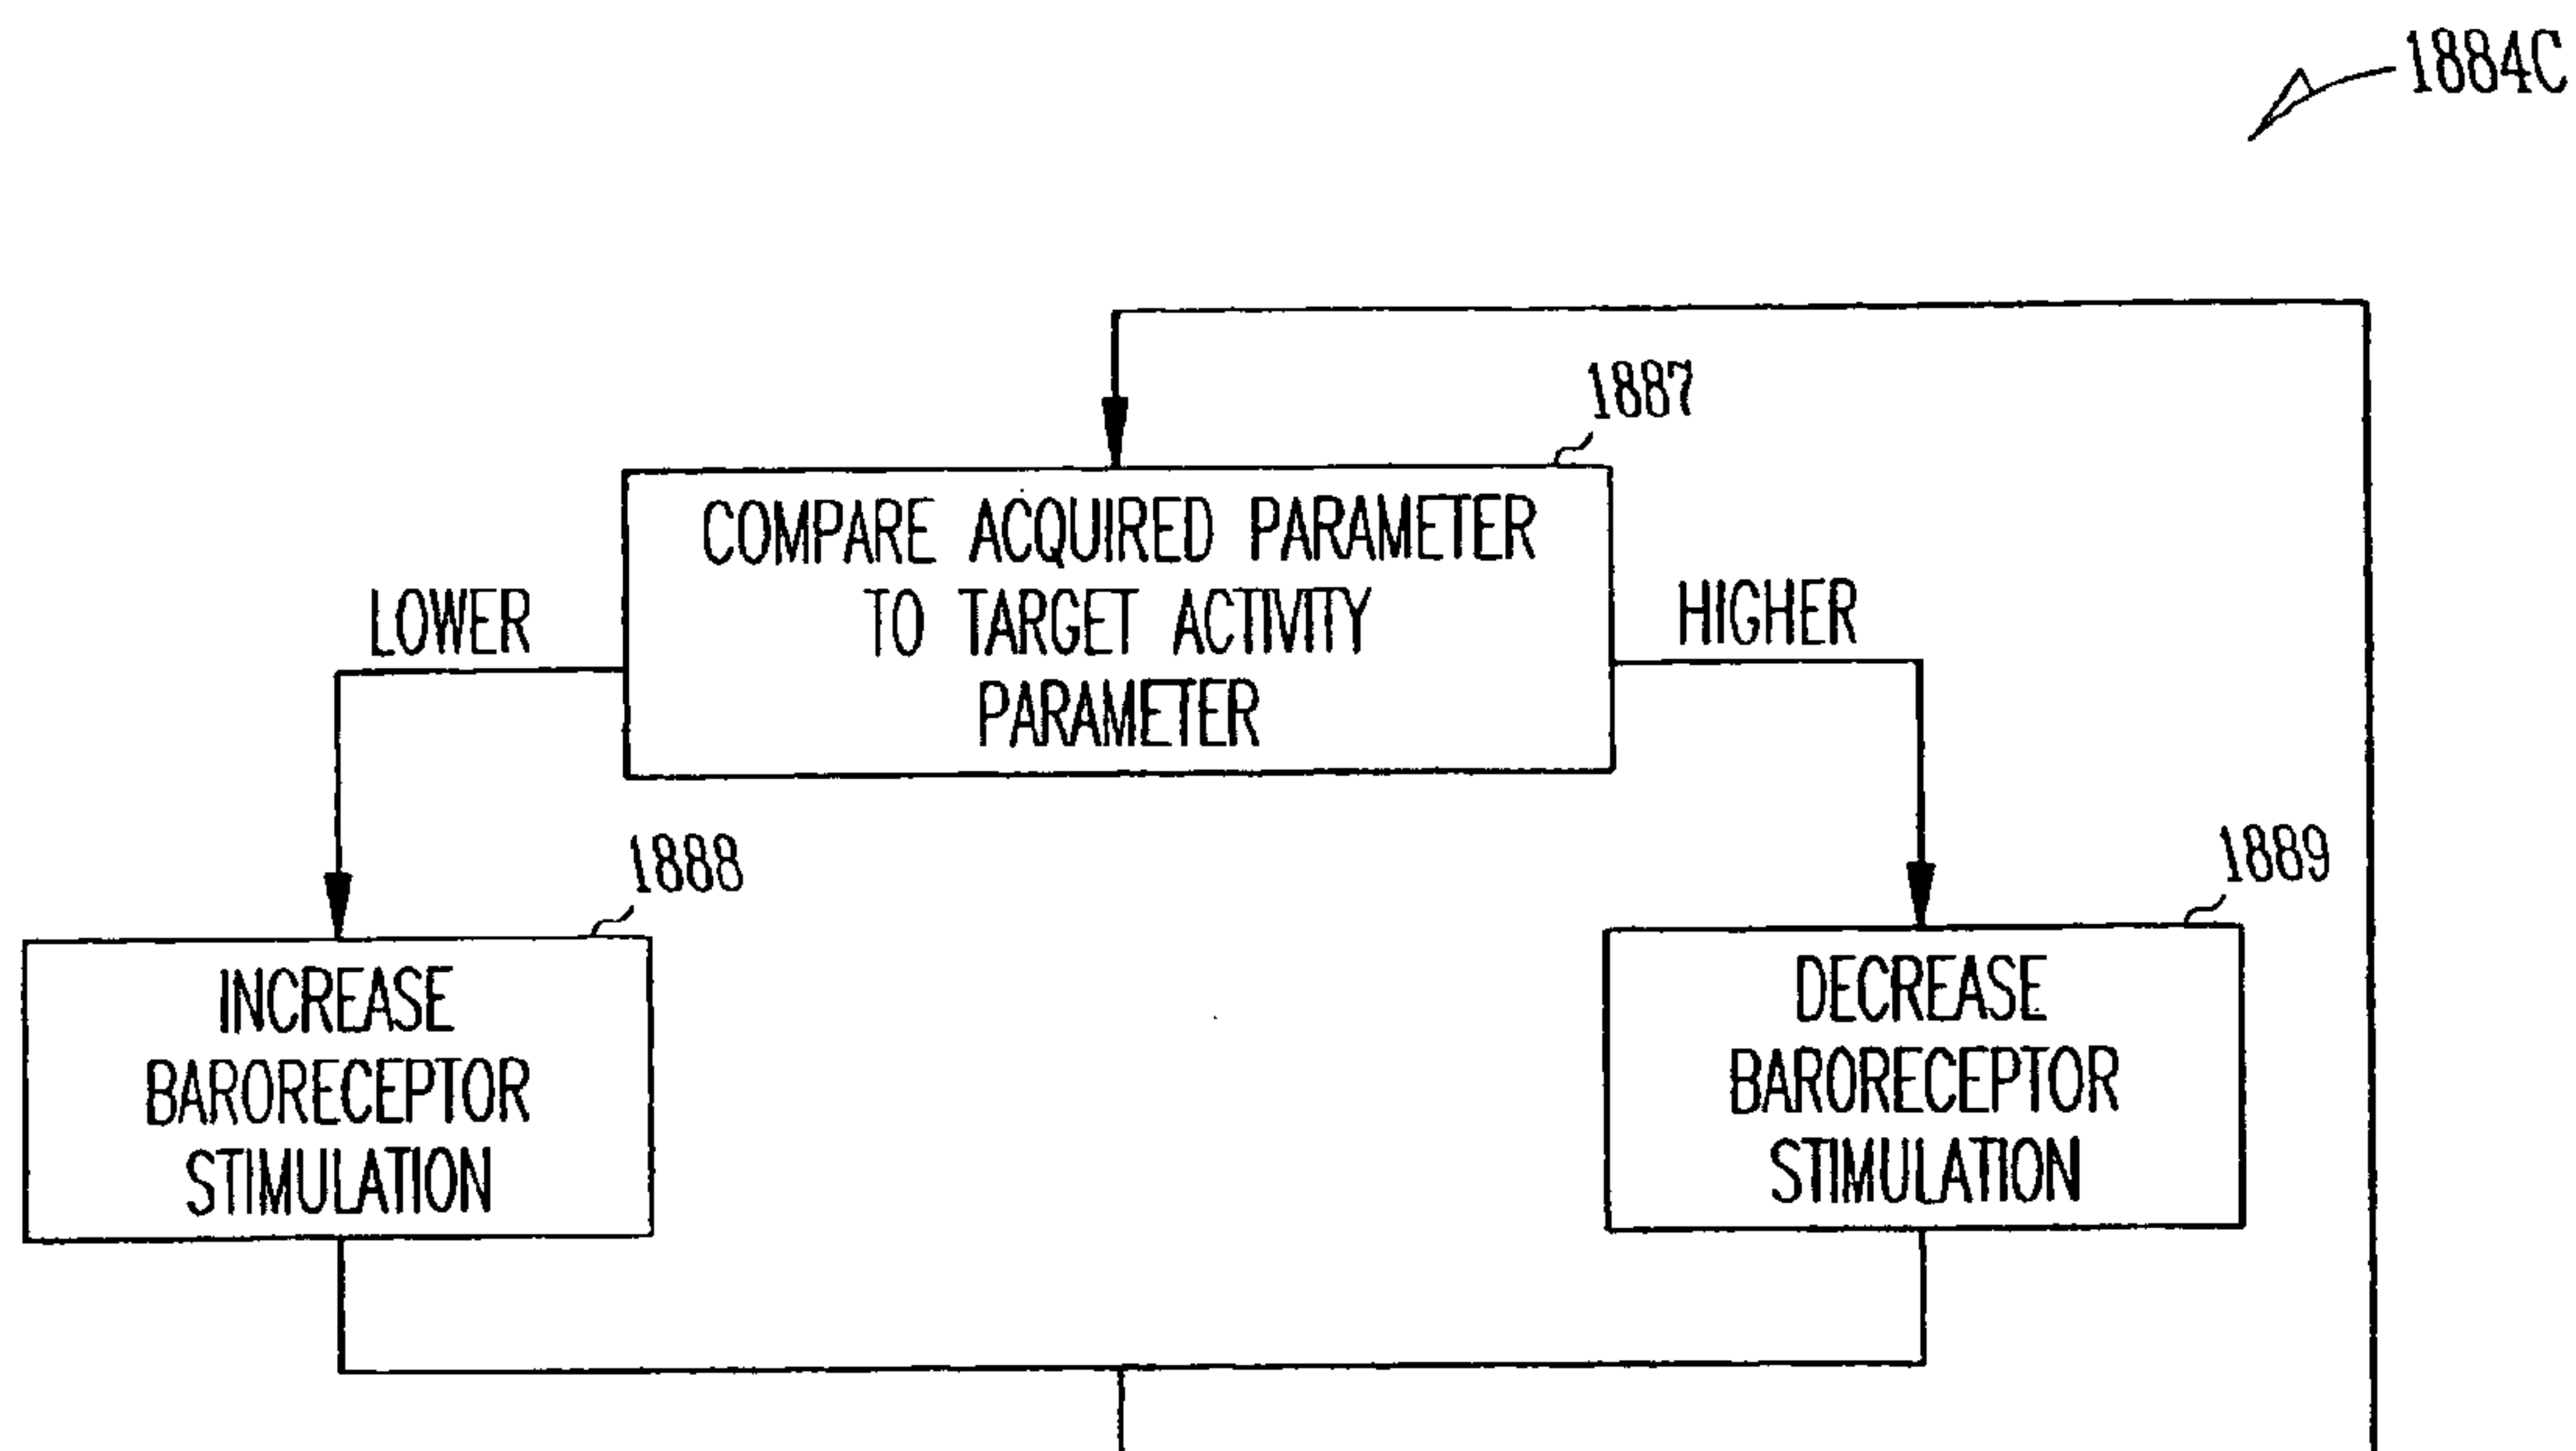 1884C
1887
COMPARE ACQUIRED PARAMETER
TO TARGET ACTIVITY
PARAMETER
LOWER
HIGHER
1888
INCREASE
BARORECEPTOR
STIMULATION
1889
DECREASE
BARORECEPTOR
STIMULATION